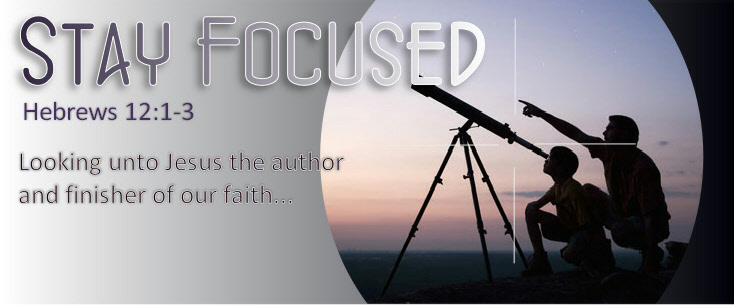 STAY FOCUSED
Hebrews 12:1-3
Looking unto Jesus the author
and finisher of our faith...